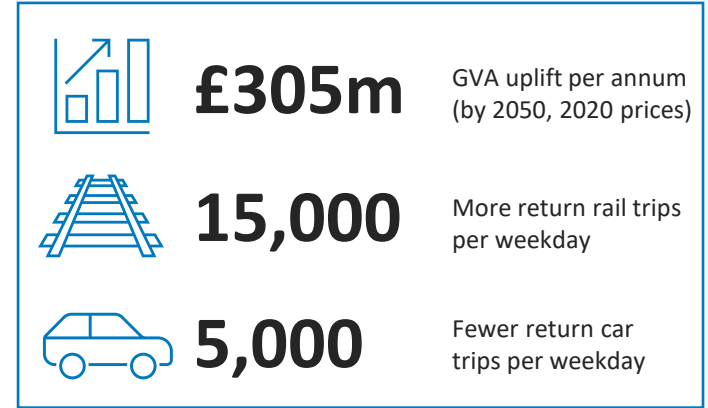 £305m
GVA uplift per annum
(by 2050, 2020 prices)
15,000
More return rail trips
per weekday
5,000
Fewer return car
trips per weekday